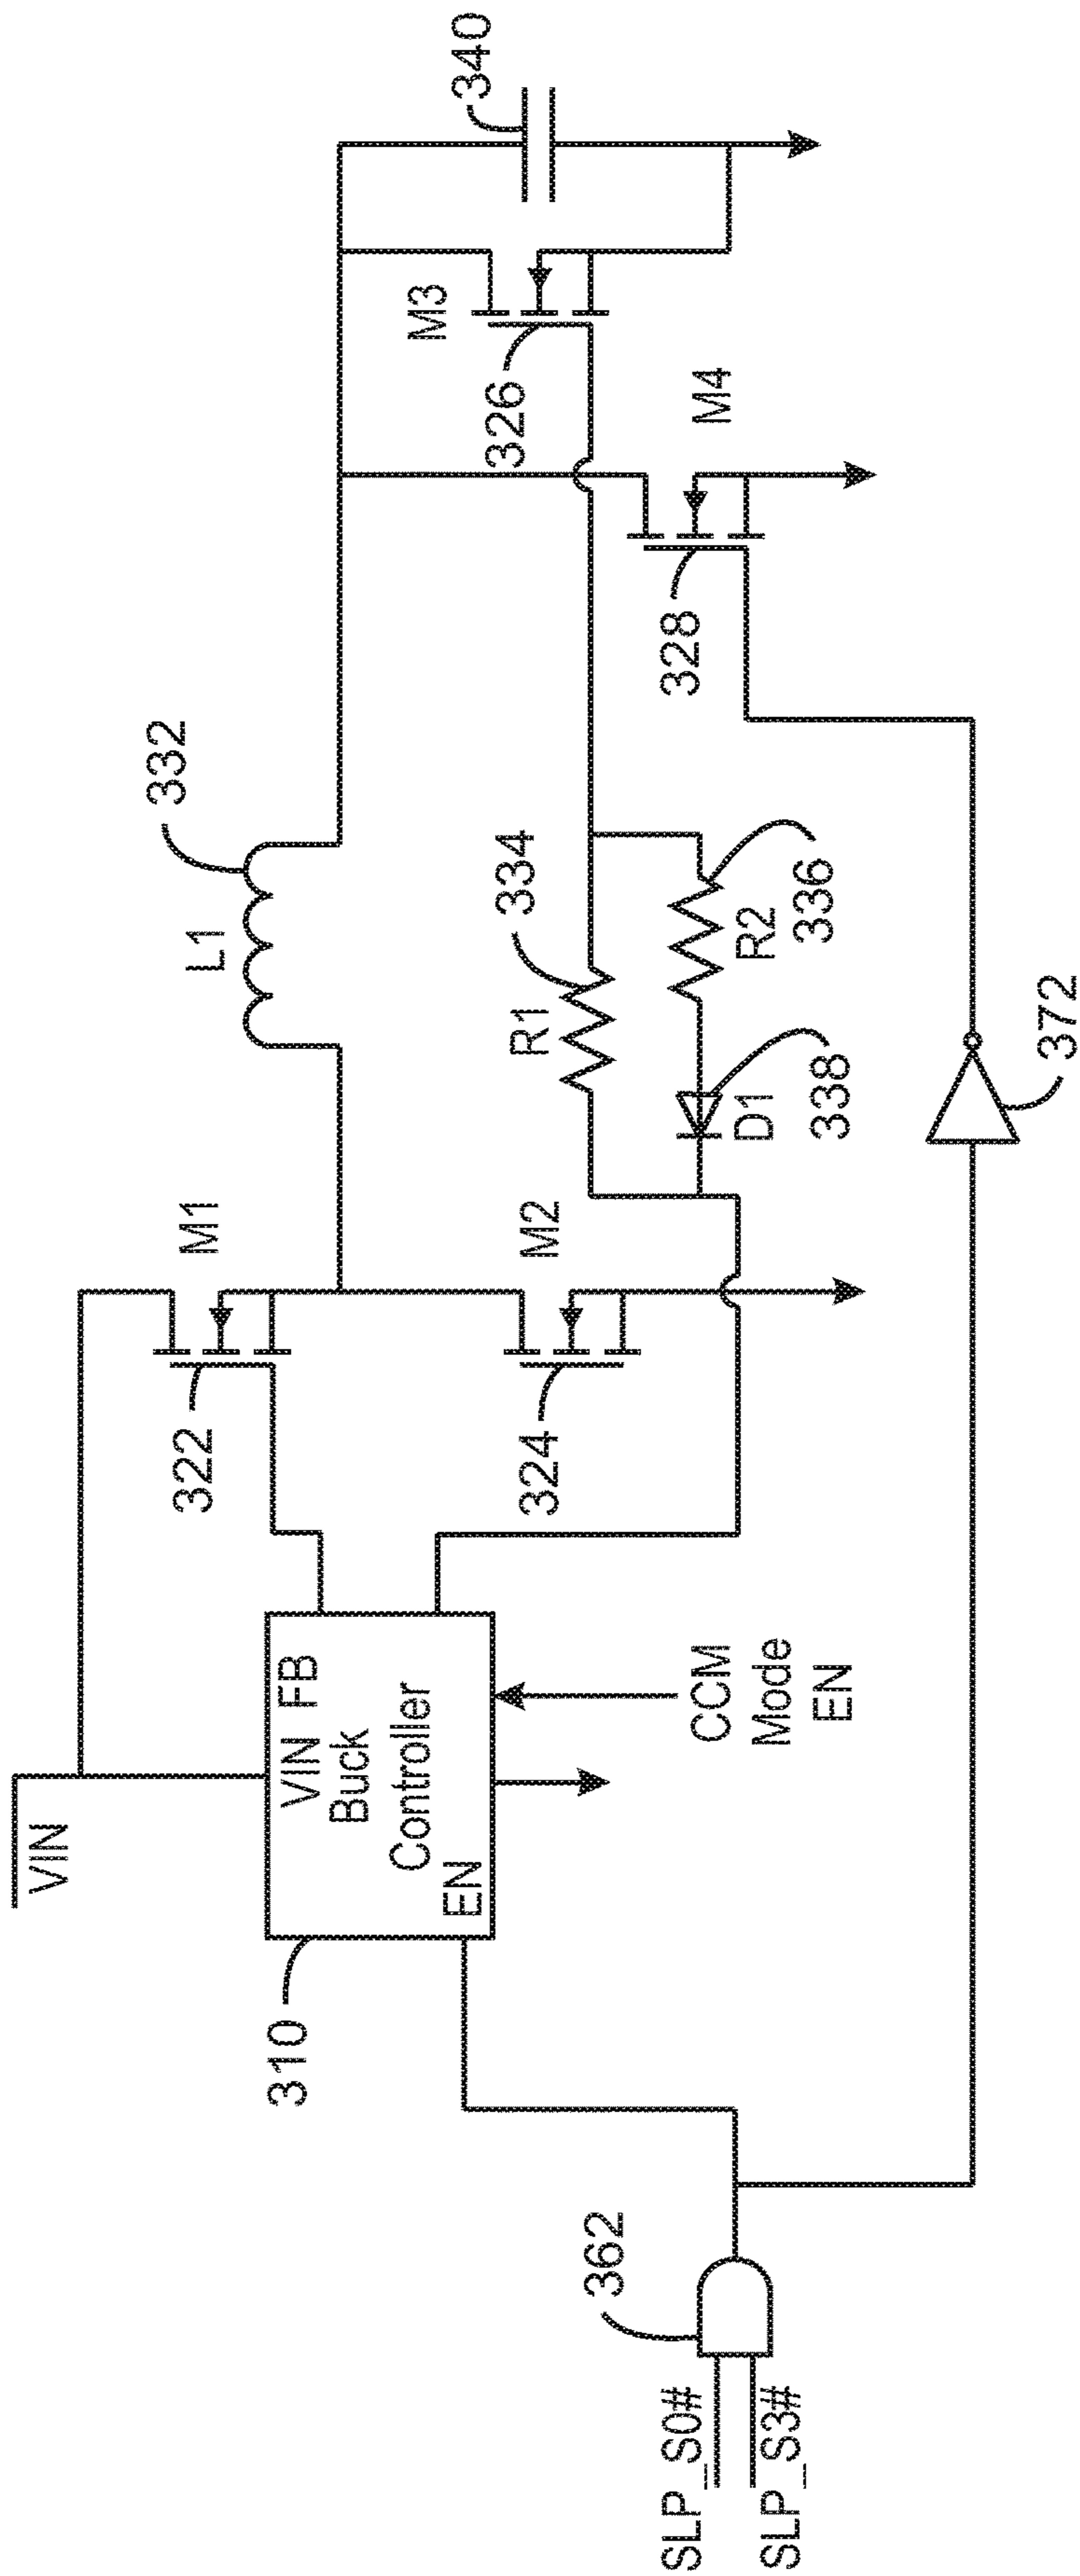 VIN
310
VIN FB
Buck
Controller
EN
CCM
Mode
EN
322
M1
324
M2
L1
332
R1
334
D1
338
R2
336
M3
326
M4
328
340
362
SLP_S0#
SLP_S3#
372